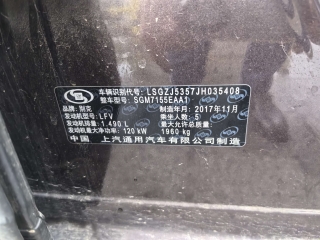 车辆识别代号: LSGZJ5357JH035408
整车型号: SGM7155EAA1
品牌: 别克 制造年月: 2017年11月
发动机型号: LFV 乘坐人数: 5
发动机排量: 1.490 L 最大允许总质量:
发动机最大净功率: 120 kW 1960 kg
中国 上汽通用汽车有限公司 制造